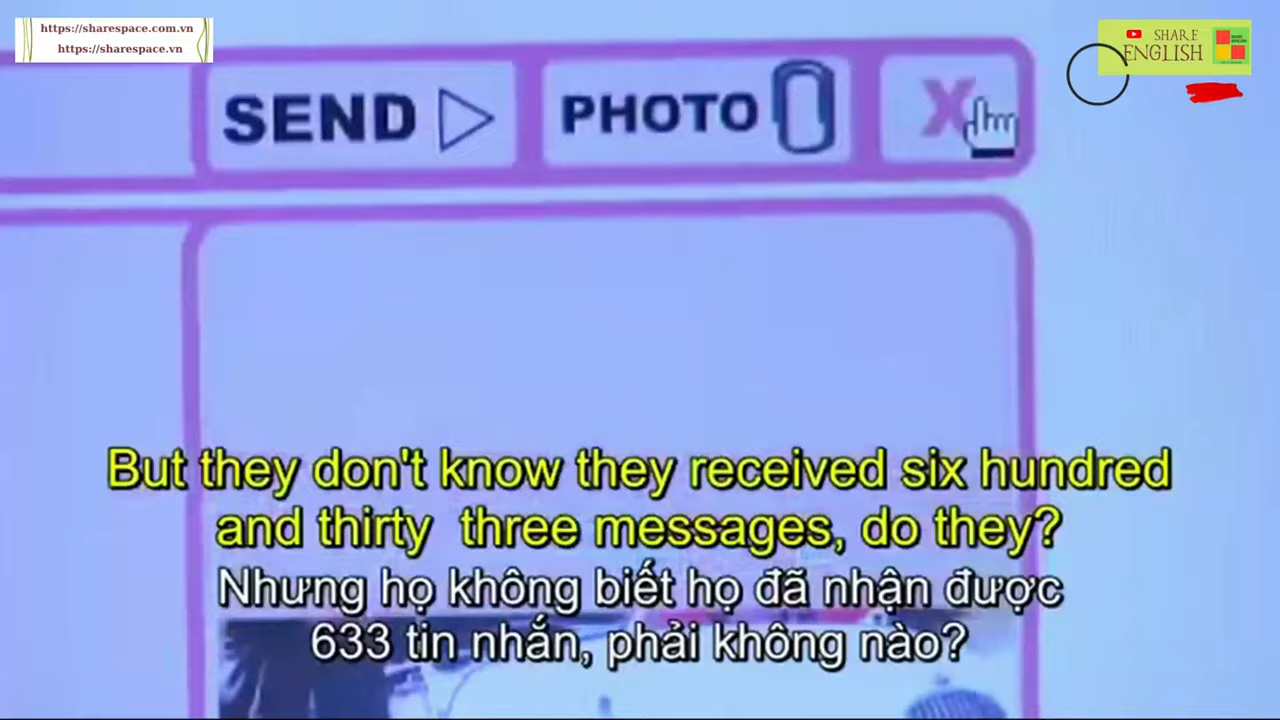 https://sharespace.com.vn
https://sharespace.vn
SHARE
ENGLISH
SEND
PHOTO
X
But they don't know they received six hundred
and thirty three messages, do they?
Nhưng họ không biết họ đã nhận được
633 tin nhắn, phải không nào?